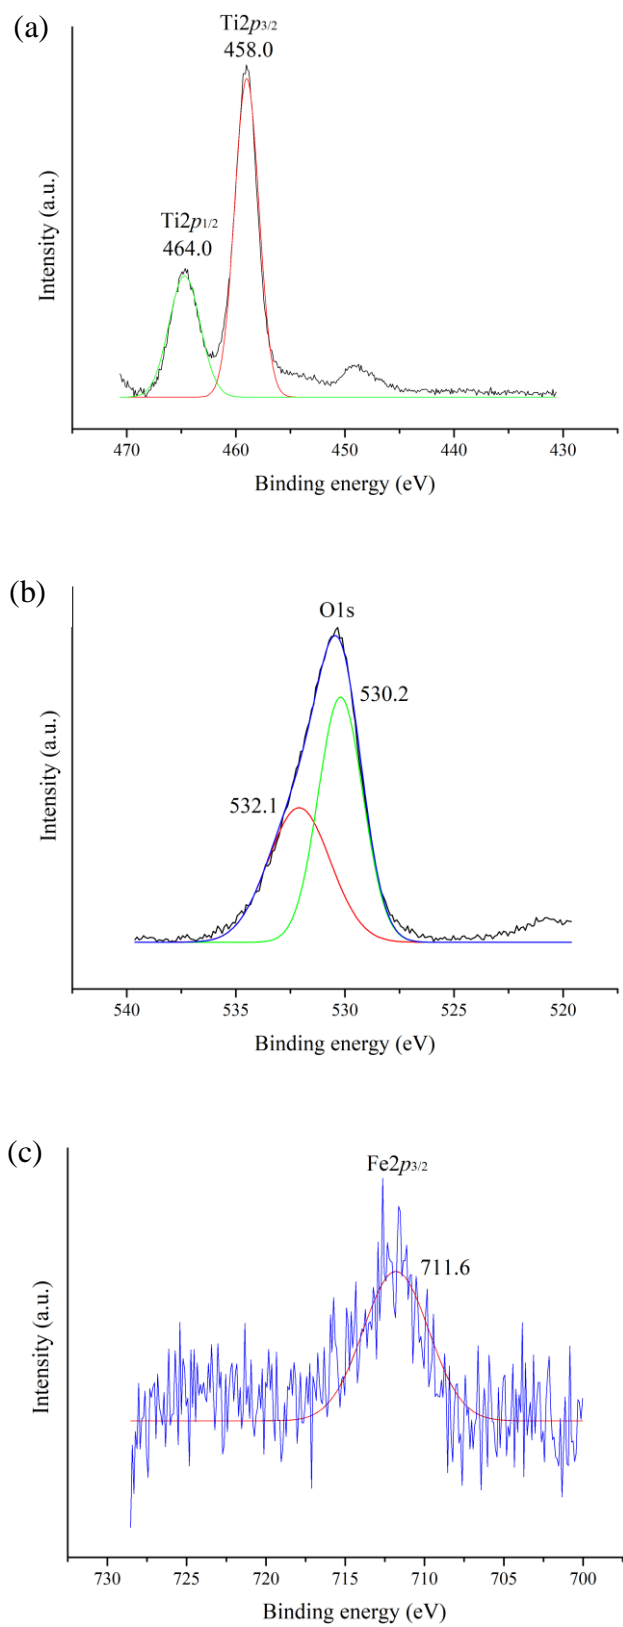 (a)
Ti2p3/2
458.0
Ti2p1/2
464.0
Intensity (a.u.)
470 460 450 440 430
Binding energy (eV)
(b)
O1s
530.2
532.1
Intensity (a.u.)
540 535 530 525 520
Binding energy (eV)
(c)
Fe2p3/2
711.6
Intensity (a.u.)
730 725 720 715 710 705 700
Binding energy (eV)